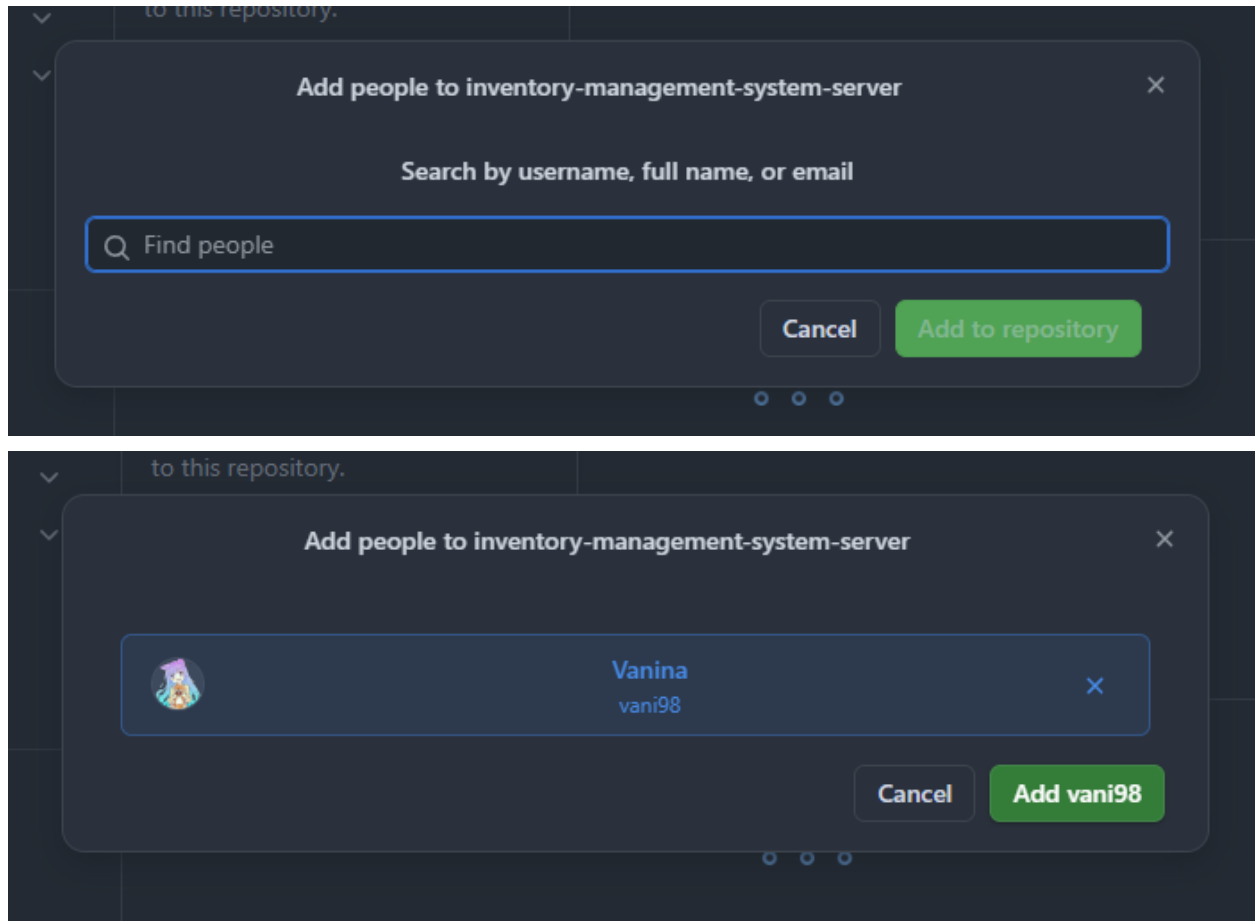 to this repository.
Add people to inventory-management-system-server
Search by username, full name, or email
Find people
Cancel
Add to repository
to this repository.
Add people to inventory-management-system-server
Vanina
vani98
Cancel
Add vani98